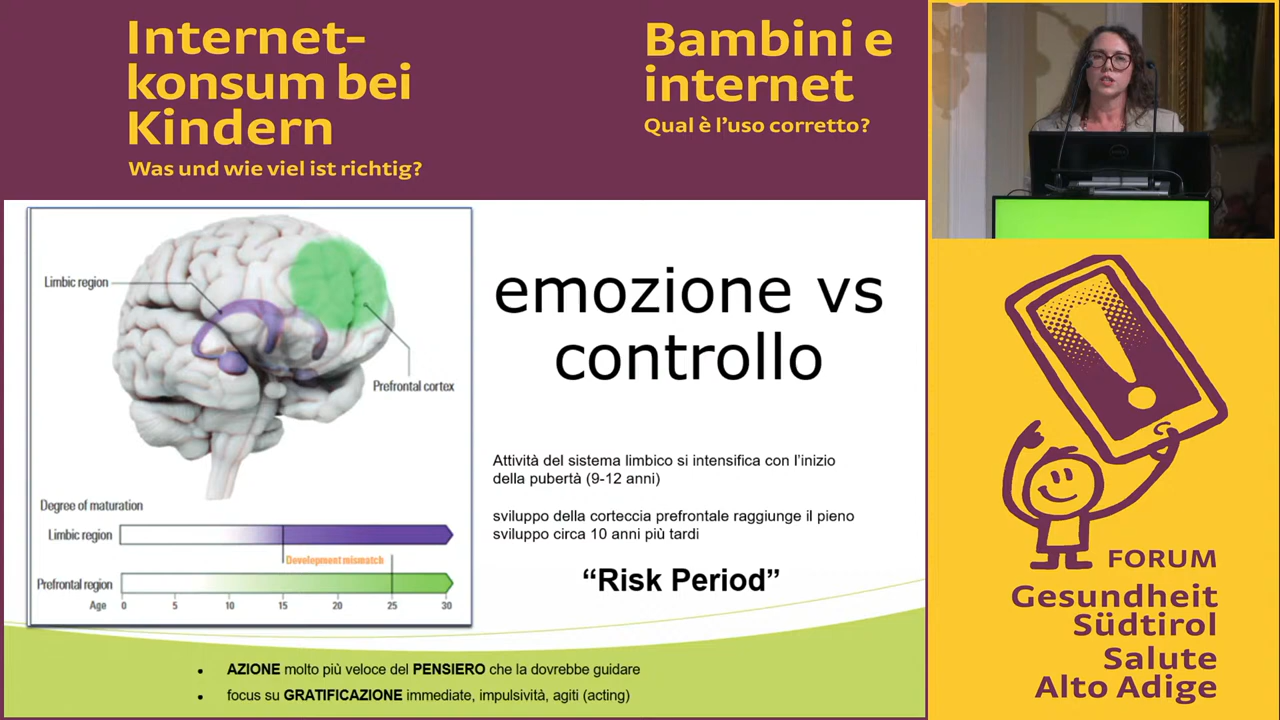 Internet-
konsum bei
Kindern
Was und wie viel ist richtig?
Bambini e
internet
Qual è l'uso corretto?
Limbic region
Prefrontal cortex
Degree of maturation
Limbic region
Development mismatch
Prefrontal region
Age 0 5 10 15 20 25 30
emozione vs
controllo
Attività del sistema limbico si intensifica con l'inizio
della pubertà (9-12 anni)
sviluppo della corteccia prefrontale raggiunge il pieno
sviluppo circa 10 anni più tardi
“Risk Period”
• AZIONE molto più veloce del PENSIERO che la dovrebbe guidare
• focus su GRATIFICAZIONE immediate, impulsività, agiti (acting)
FORUM
Gesundheit
Südtirol
Salute
Alto Adige